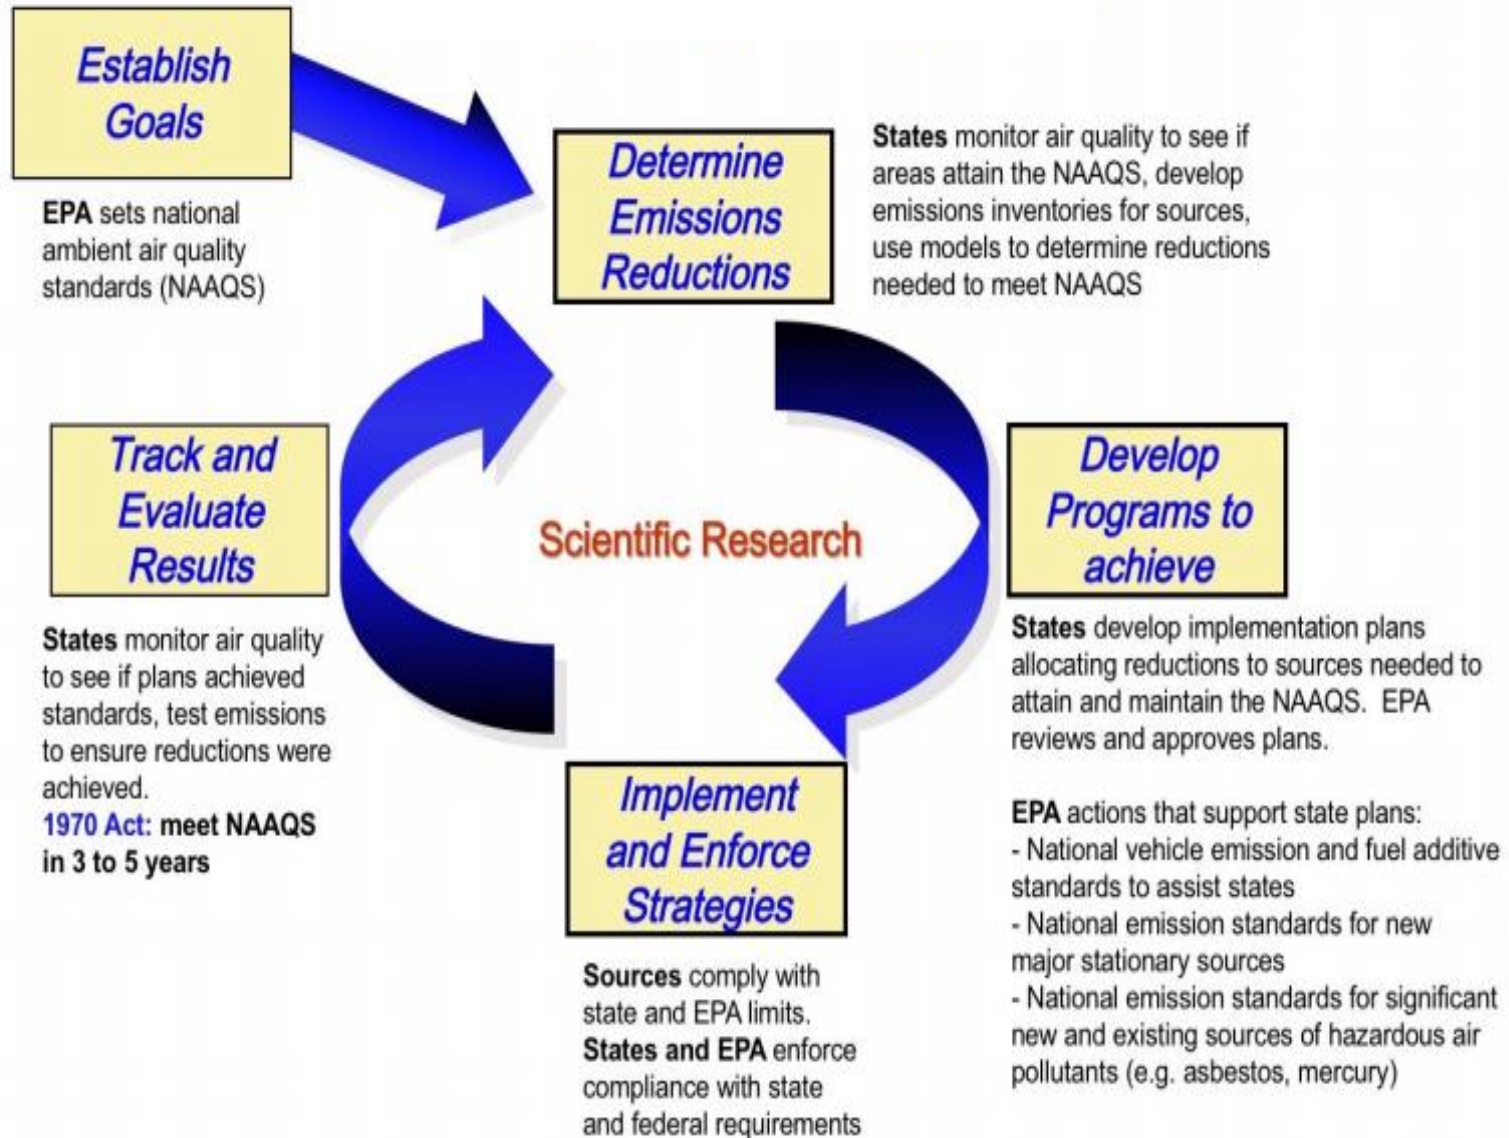 Establish
Goals
EPA sets national
ambient air quality
standards (NAAQS)
Determine
Emissions
Reductions
States monitor air quality to see if
areas attain the NAAQS, develop
emissions inventories for sources,
use models to determine reductions
needed to meet NAAQS
Develop
Programs to
achieve
States develop implementation plans
allocating reductions to sources needed to
attain and maintain the NAAQS. EPA
reviews and approves plans.
EPA actions that support state plans:
- National vehicle emission and fuel additive
standards to assist states
- National emission standards for new
major stationary sources
- National emission standards for significant
new and existing sources of hazardous air
pollutants (e.g. asbestos, mercury)
Implement
and Enforce
Strategies
Sources comply with
state and EPA limits.
States and EPA enforce
compliance with state
and federal requirements
Track and
Evaluate
Results
States monitor air quality
to see if plans achieved
standards, test emissions
to ensure reductions were
achieved.
1970 Act: meet NAAQS
in 3 to 5 years
Scientific Research